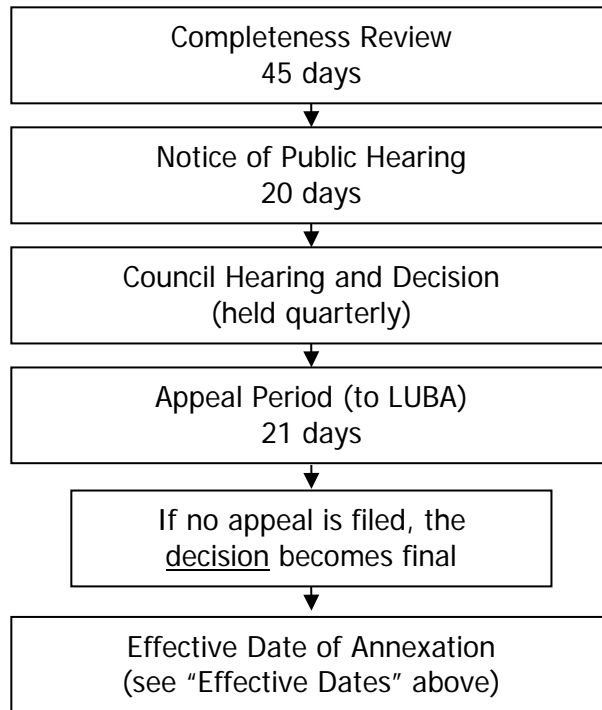 Completeness Review
45 days
Notice of Public Hearing
20 days
Council Hearing and Decision
(held quarterly)
Appeal Period (to LUBA)
21 days
If no appeal is filed, the
decision becomes final
Effective Date of Annexation
(see “Effective Dates” above)